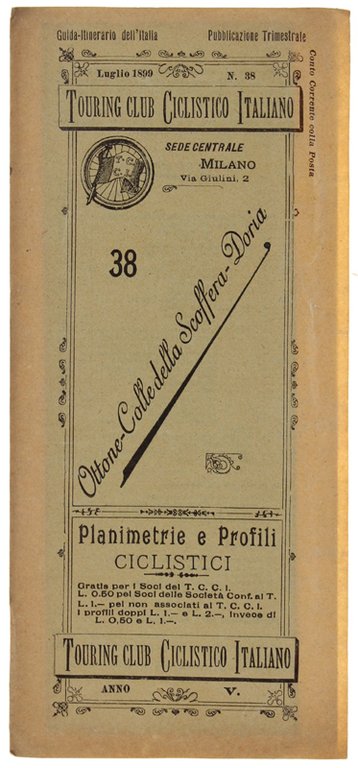 Guida-Itinerario dell'Italia Pubblicazione Trimestrale
Conto Corrente colla Posta
Luglio 1899 N. 38
TOURING CLUB CICLISTICO ITALIANO
SEDE CENTRALE
MILANO
Via Giulini, 2
38
Ottone-Colle della Scoffera-Doria
Planimetrie e Profili
CICLISTICI
Gratis per i Soci del T. C. C. I.
L. 0.50 pei Soci delle Società Conf. al T.
L. 1.— pei non associati al T. C. C. I.
I profili doppi L. 1.— e L. 2.—, invece di
L. 0,50 e L. 1.—.
TOURING CLUB CICLISTICO ITALIANO
ANNO V.